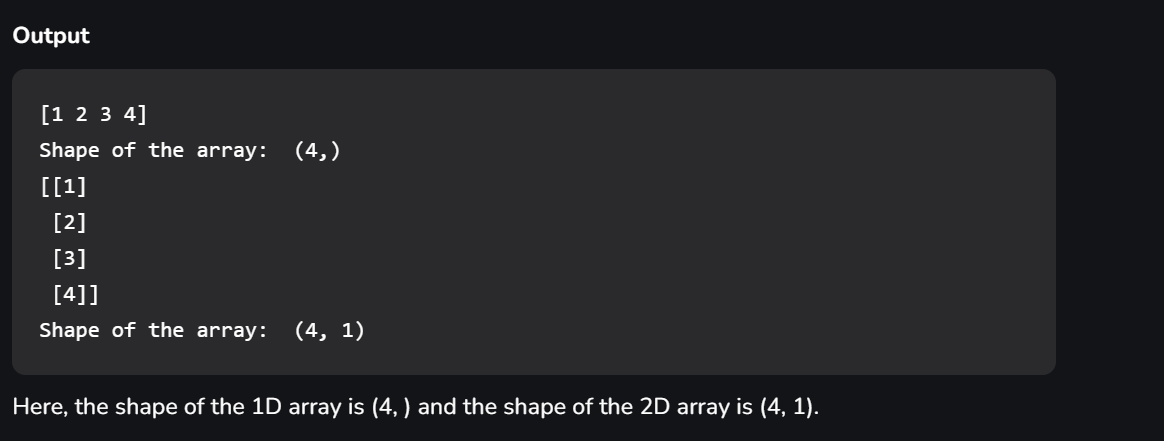 Output
[1 2 3 4]
Shape of the array:  (4,)
[[1]
 [2]
 [3]
 [4]]
Shape of the array:  (4, 1)
Here, the shape of the 1D array is (4, ) and the shape of the 2D array is (4, 1).